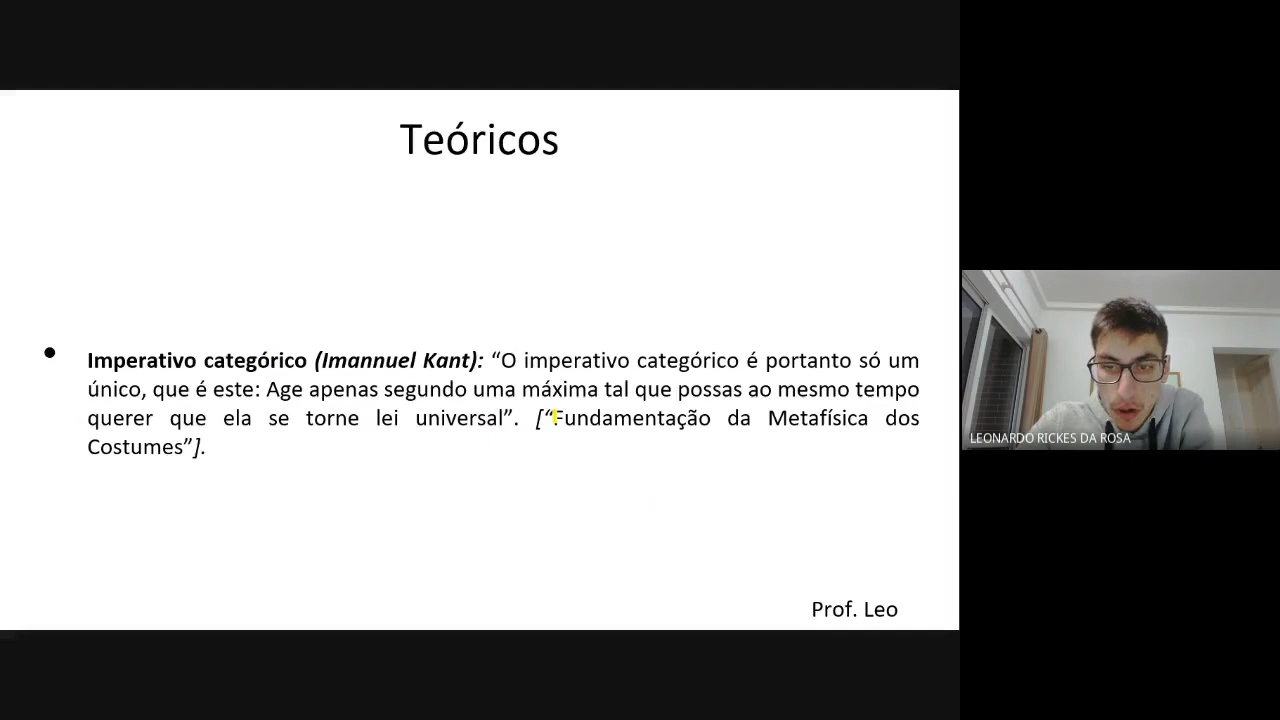 Teóricos
• Imperativo categórico (Imannuel Kant): “O imperativo categórico é portanto só um
único, que é este: Age apenas segundo uma máxima tal que possas ao mesmo tempo
querer que ela se torne lei universal”. [“Fundamentação da Metafísica dos
Costumes”].
LEONARDO RICKES DA ROSA
Prof. Leo